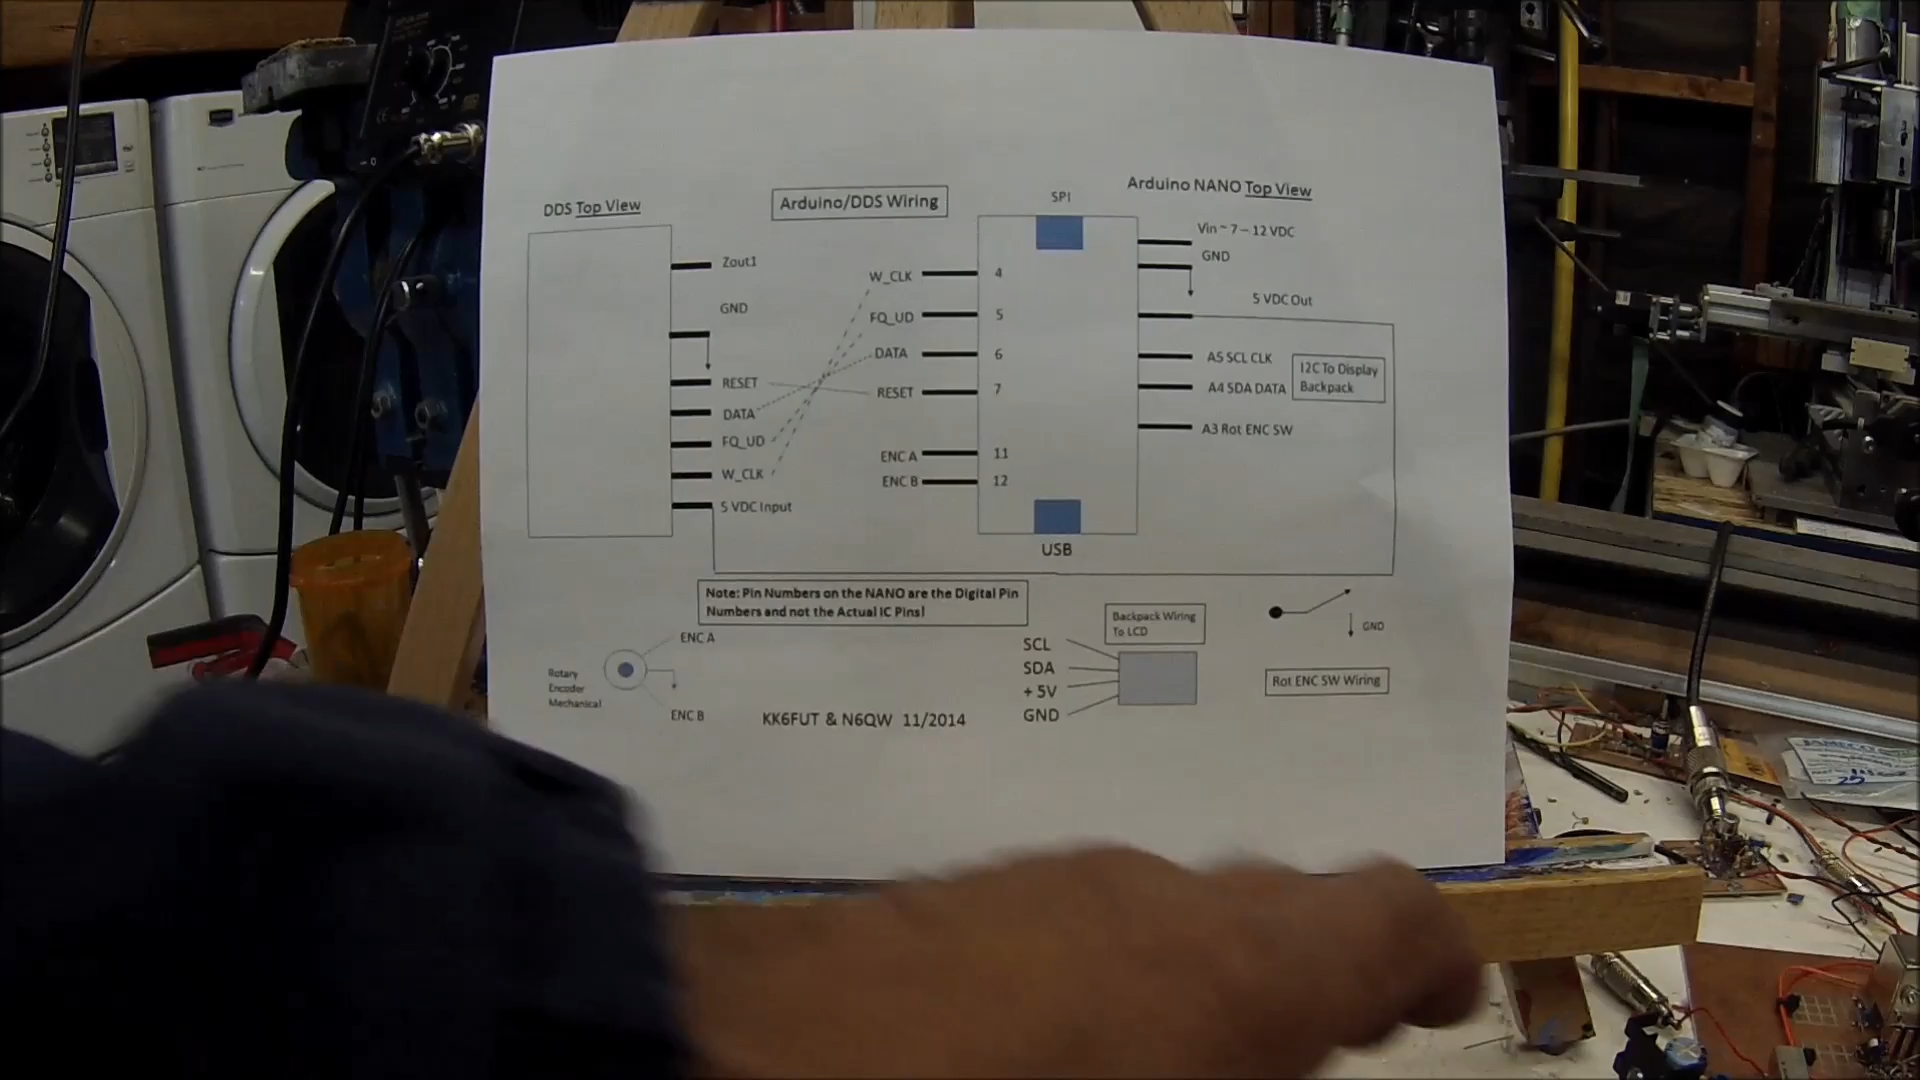 Arduino NANO Top View
SPI
DDS Top View
Arduino/DDS Wiring
Vin ~ 7 – 12 VDC
GND
Zout1
W_CLK
4
GND
5 VDC Out
FQ_UD
5
DATA
6
A5 SCL CLK
I2C To Display
Backpack
RESET
RESET
7
A4 SDA DATA
DATA
A3 Rot ENC SW
FQ_UD
ENC A
11
W_CLK
ENC B
12
5 VDC Input
USB
Note: Pin Numbers on the NANO are the Digital Pin
Numbers and not the Actual IC Pins!
Backpack Wiring
To LCD
GND
ENC A
SCL
Rotary
Encoder
Mechanical
SDA
+ 5V
Rot ENC SW Wiring
ENC B
KK6FUT & N6QW 11/2014
GND